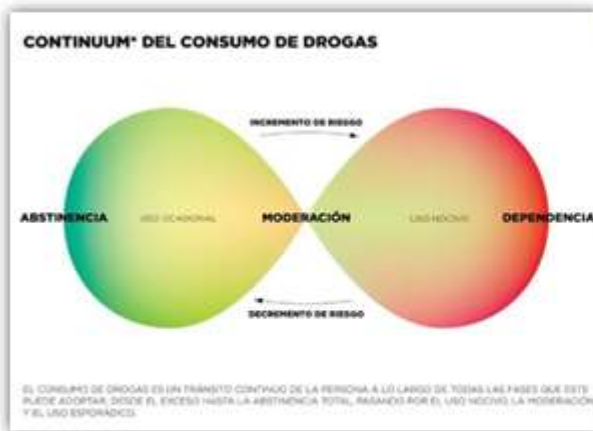 CONTINUUM* DEL CONSUMO DE DROGAS
INCREMENTO DE RIESGO
ABSTINENCIA USO OCASIONAL MODERACIÓN USO NOCIVO DEPENDENCIA
DECREMENTO DE RIESGO
EL CONSUMO DE DROGAS ES UN TRÁNSITO CONTINUO DE LA PERSONA A LO LARGO DE TODAS LAS FASES QUE ESTE
PUEDE ADOPTAR, DESDE EL EXCESO HASTA LA ABSTINENCIA TOTAL, PASANDO POR EL USO NOCIVO, LA MODERACIÓN
Y EL USO ESPORÁDICO.